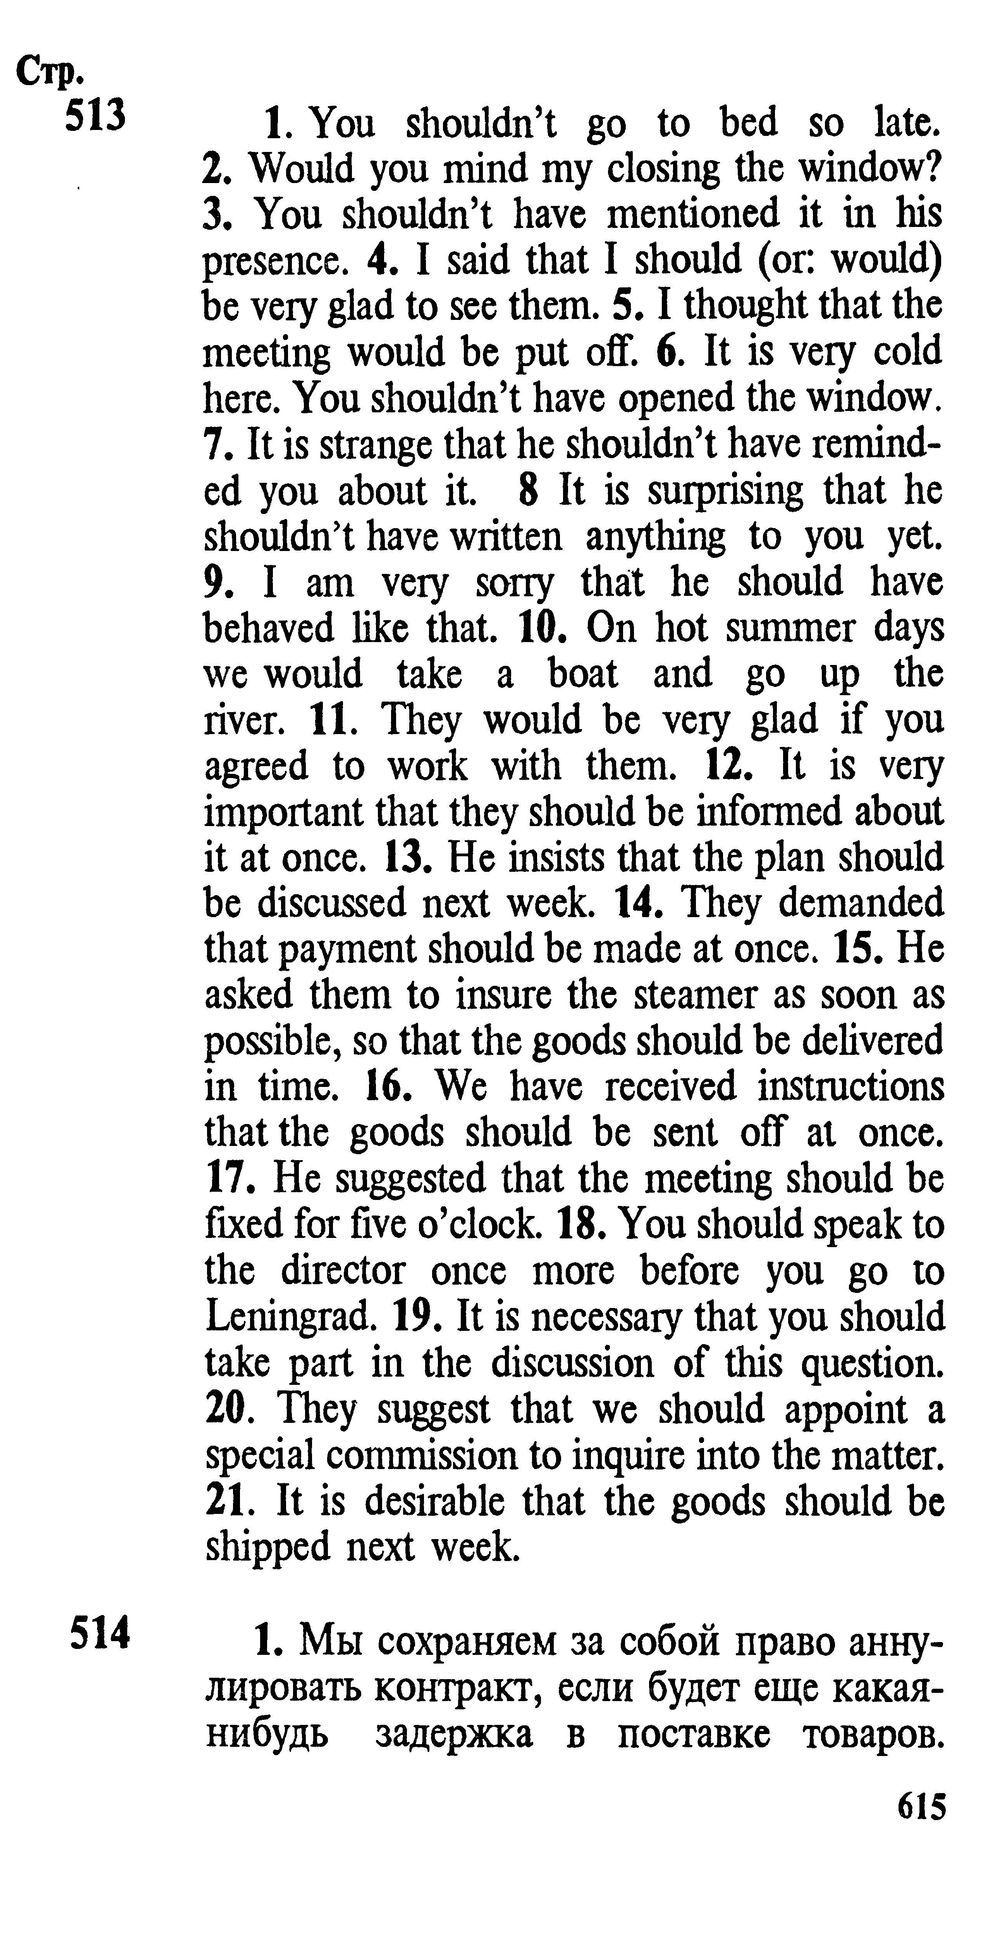 Стр.
513
1. You shouldn't go to bed so late.
2. Would you mind my closing the window?
3. You shouldn't have mentioned it in his
presence. 4. I said that I should (or: would)
be very glad to see them. 5. I thought that the
meeting would be put off. 6. It is very cold
here. You shouldn't have opened the window.
7. It is strange that he shouldn't have remind-
ed you about it. 8 It is surprising that he
shouldn't have written anything to you yet.
9. I am very sorry that he should have
behaved like that. 10. On hot summer days
we would take a boat and go up the
river. 11. They would be very glad if you
agreed to work with them. 12. It is very
important that they should be informed about
it at once. 13. He insists that the plan should
be discussed next week. 14. They demanded
that payment should be made at once. 15. He
asked them to insure the steamer as soon as
possible, so that the goods should be delivered
in time. 16. We have received instructions
that the goods should be sent off at once.
17. He suggested that the meeting should be
fixed for five o'clock. 18. You should speak to
the director once more before you go to
Leningrad. 19. It is necessary that you should
take part in the discussion of this question.
20. They suggest that we should appoint a
special commission to inquire into the matter.
21. It is desirable that the goods should be
shipped next week.
514
1. Мы сохраняем за собой право анну-
лировать контракт, если будет еще какая-
нибудь задержка в поставке товаров.
615